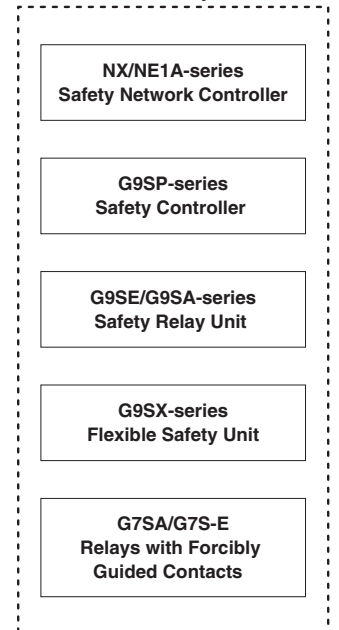 NX/NE1A-series
Safety Network Controller
G9SP-series
Safety Controller
G9SE/G9SA-series
Safety Relay Unit
G9SX-series
Flexible Safety Unit
G7SA/G7S-E
Relays with Forcibly
Guided Contacts